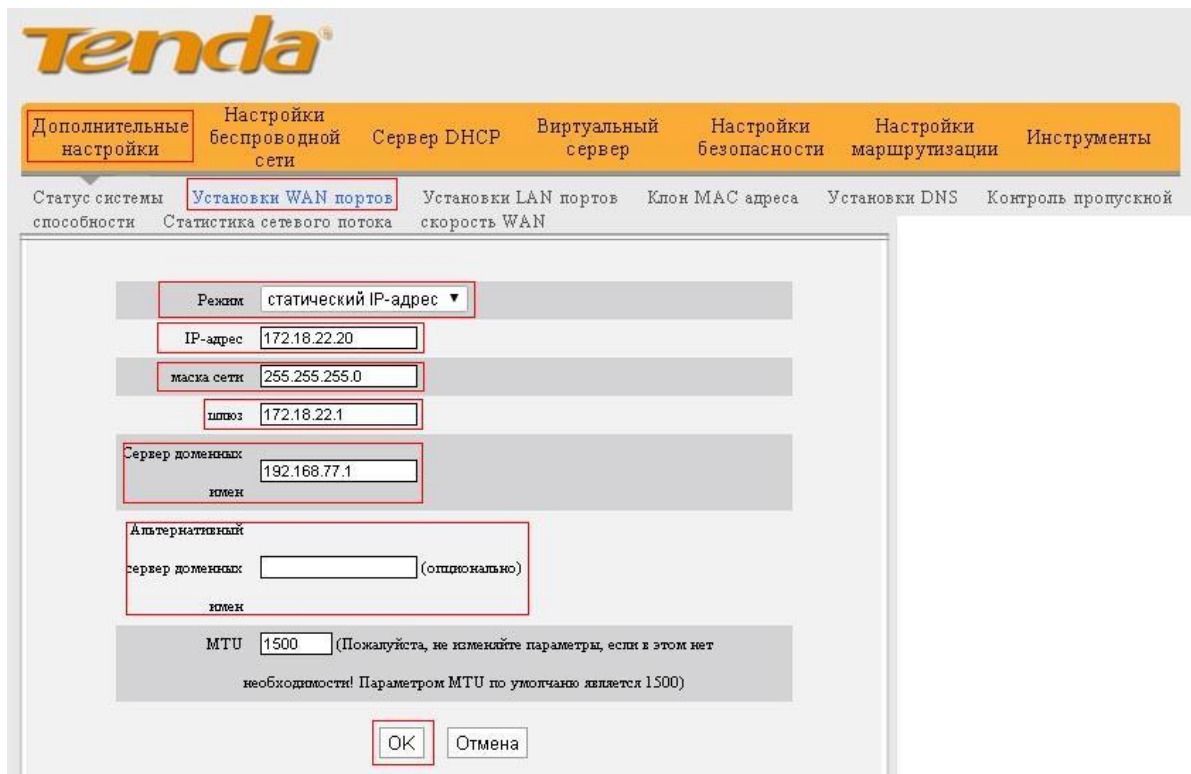 Tenda®
Дополнительные настройки
Настройки беспроводной сети
Сервер DHCP
Виртуальный сервер
Настройки безопасности
Настройки маршрутизации
Инструменты
Статус системы Установки WAN портов Установки LAN портов Клон MAC адреса Установки DNS Контроль пропускной
способности Статистика сетевого потока скорость WAN
Режим статический IP-адрес
IP-адрес 172.18.22.20
маска сети 255.255.255.0
шлюз 172.18.22.1
Сервер доменных
192.168.77.1
имен
Альтернативный
сервер доменных (опционально)
имен
MTU 1500 (Пожалуйста, не изменяйте параметры, если в этом нет
необходимости! Параметром MTU по умолчаню является 1500)
OK Отмена